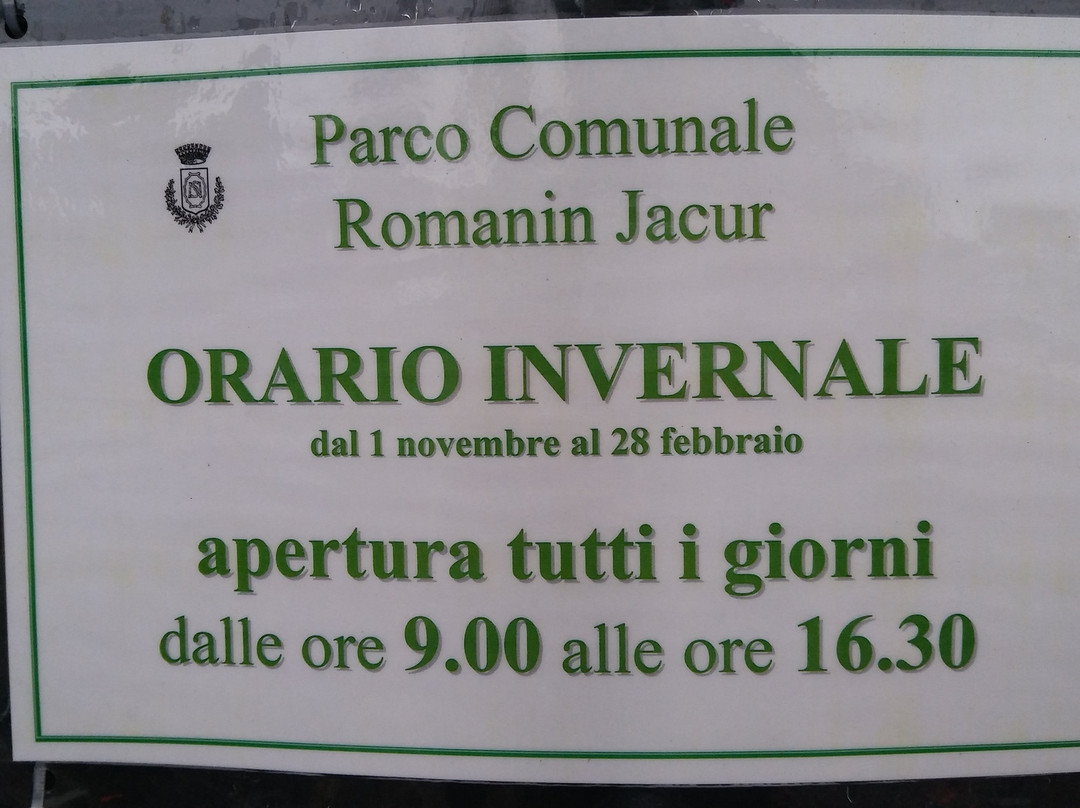 Parco Comunale
Romanin Jacur
ORARIO INVERNALE
dal 1 novembre al 28 febbraio
apertura tutti i giorni
dalle ore 9.00 alle ore 16.30